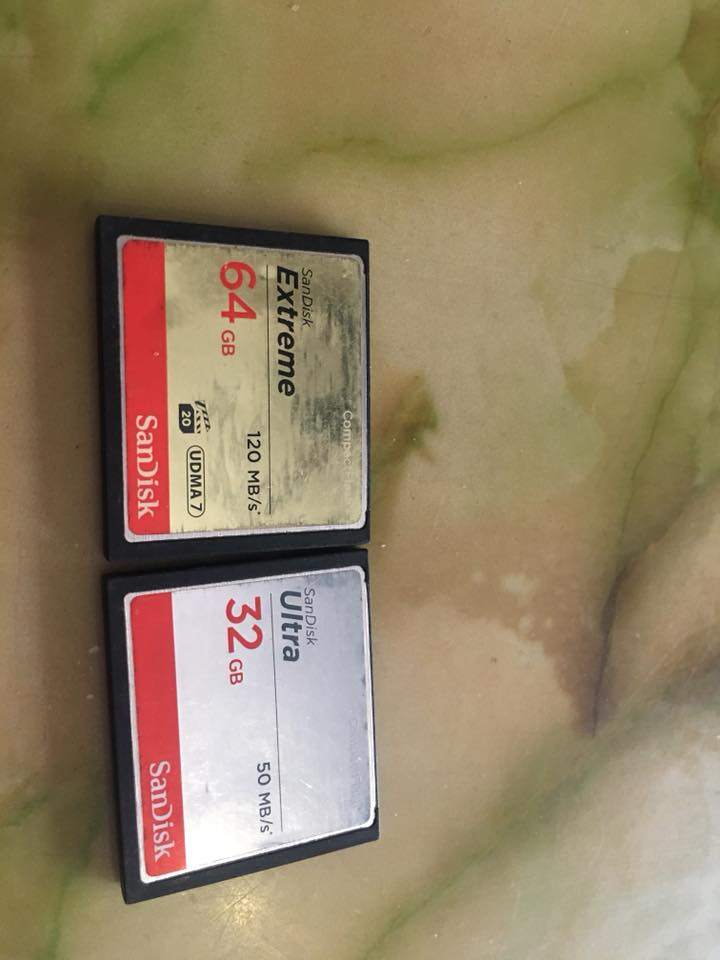 SanDisk
Extreme
64 GB
120 MB/s*
20
UDMA 7
SanDisk
SanDisk
Ultra
32 GB
50 MB/s*
SanDisk